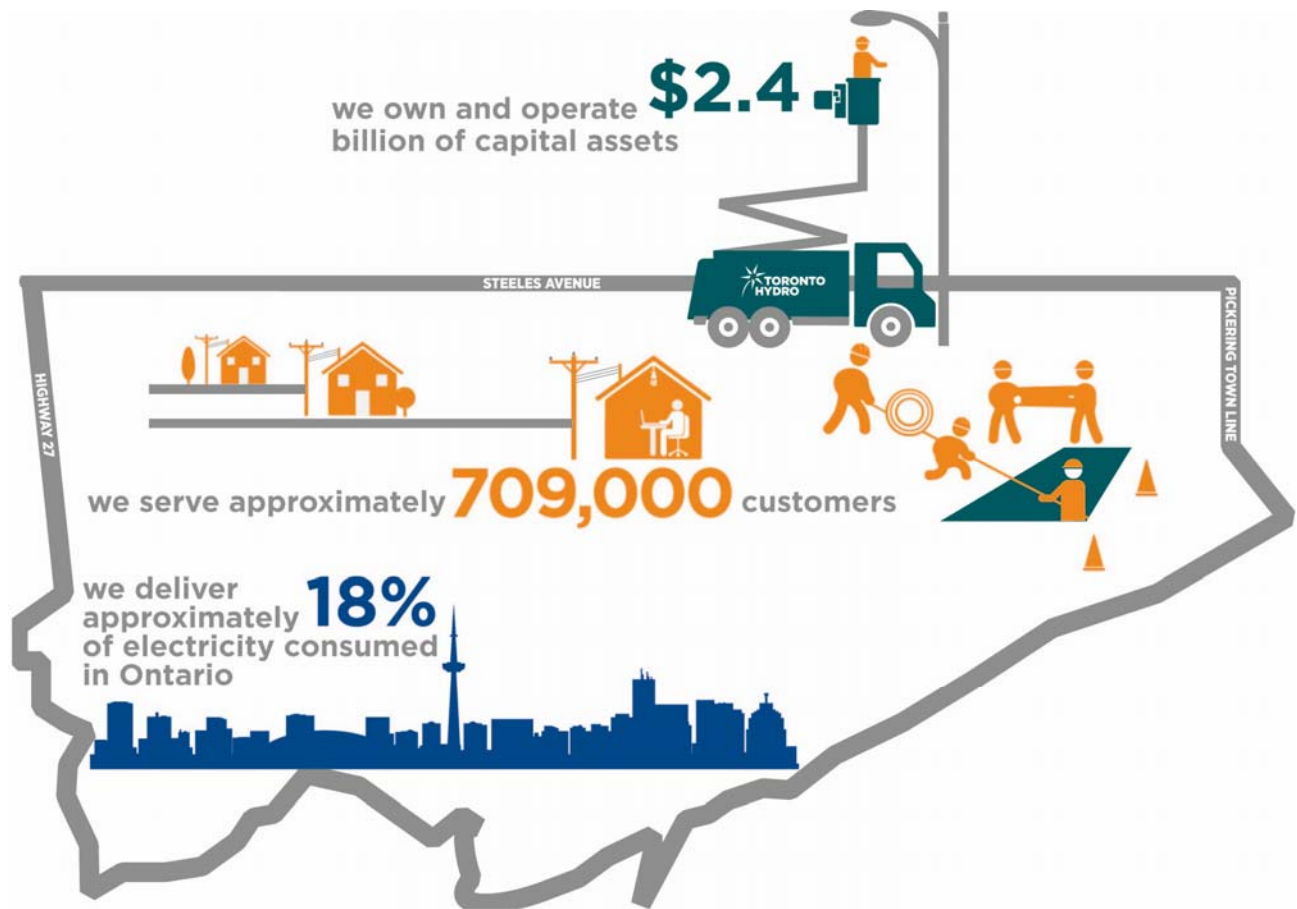 we own and operate $2.4
billion of capital assets
TORONTO
HYDRO
STEELES AVENUE
HIGHWAY 27
PICKERING TOWN LINE
we serve approximately 709,000 customers
we deliver
approximately 18%
of electricity consumed
in Ontario